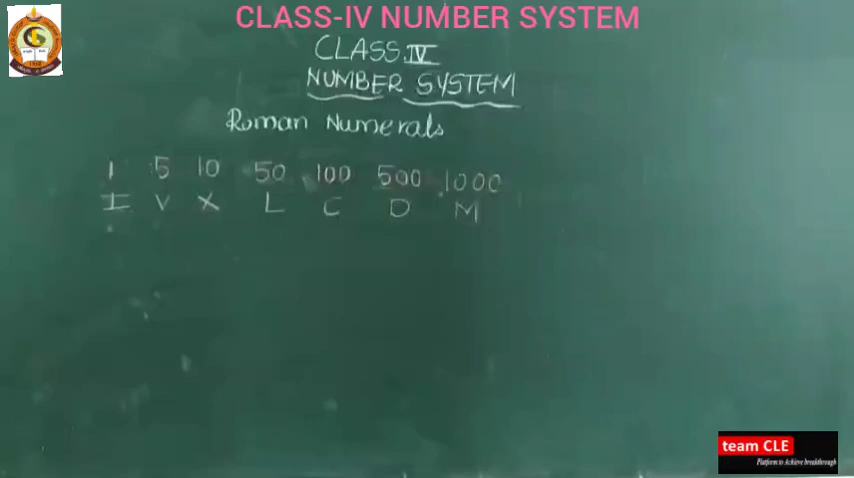 CLASS-IV NUMBER SYSTEM
CLASS IV
NUMBER SYSTEM
Roman Numerals
1 5 10 50 100 500 1000
I V X L C D M
team CLE
Platform to Achieve breakthrough